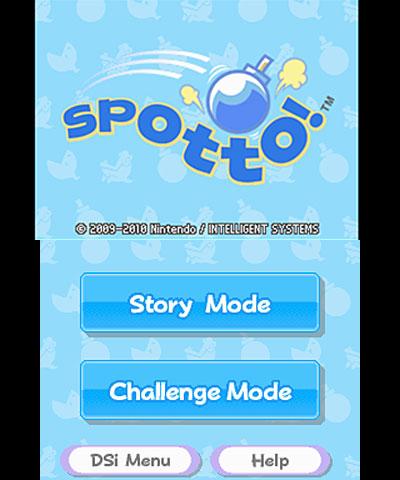 SPOTTO!™
© 2009-2010 Nintendo / INTELLIGENT SYSTEMS
Story Mode
Challenge Mode
DSi Menu
Help